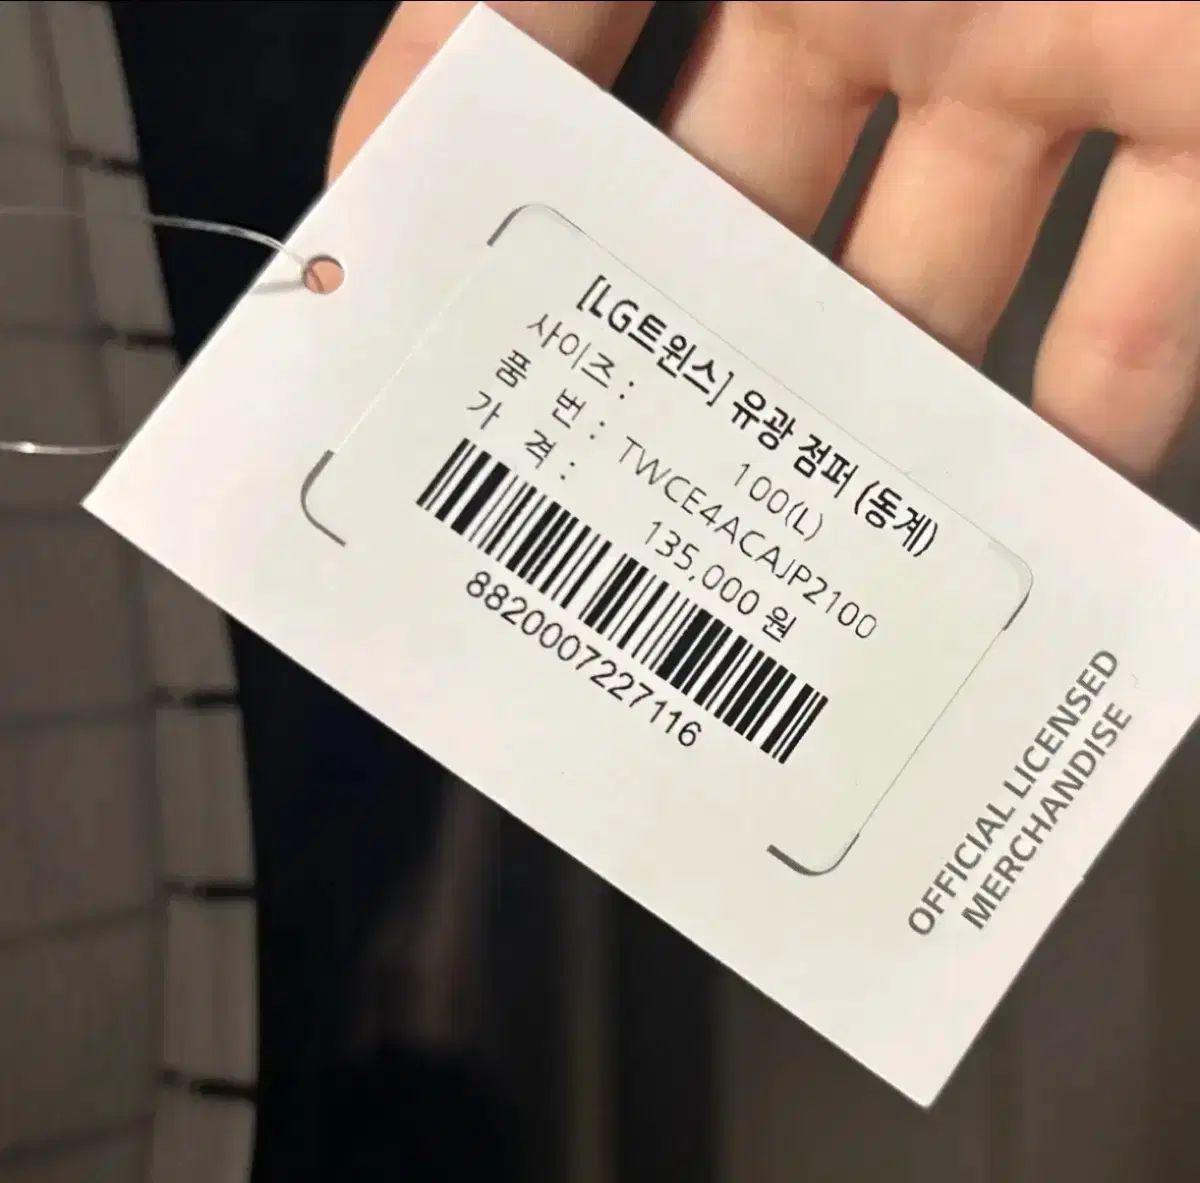 [LG트윈스] 유광 점퍼 (동계)
사이즈 : 100(L)
품 번 : TWCE4ACAJP2100
가 격 : 135,000 원
8820007227116
OFFICIAL LICENSED
MERCHANDISE